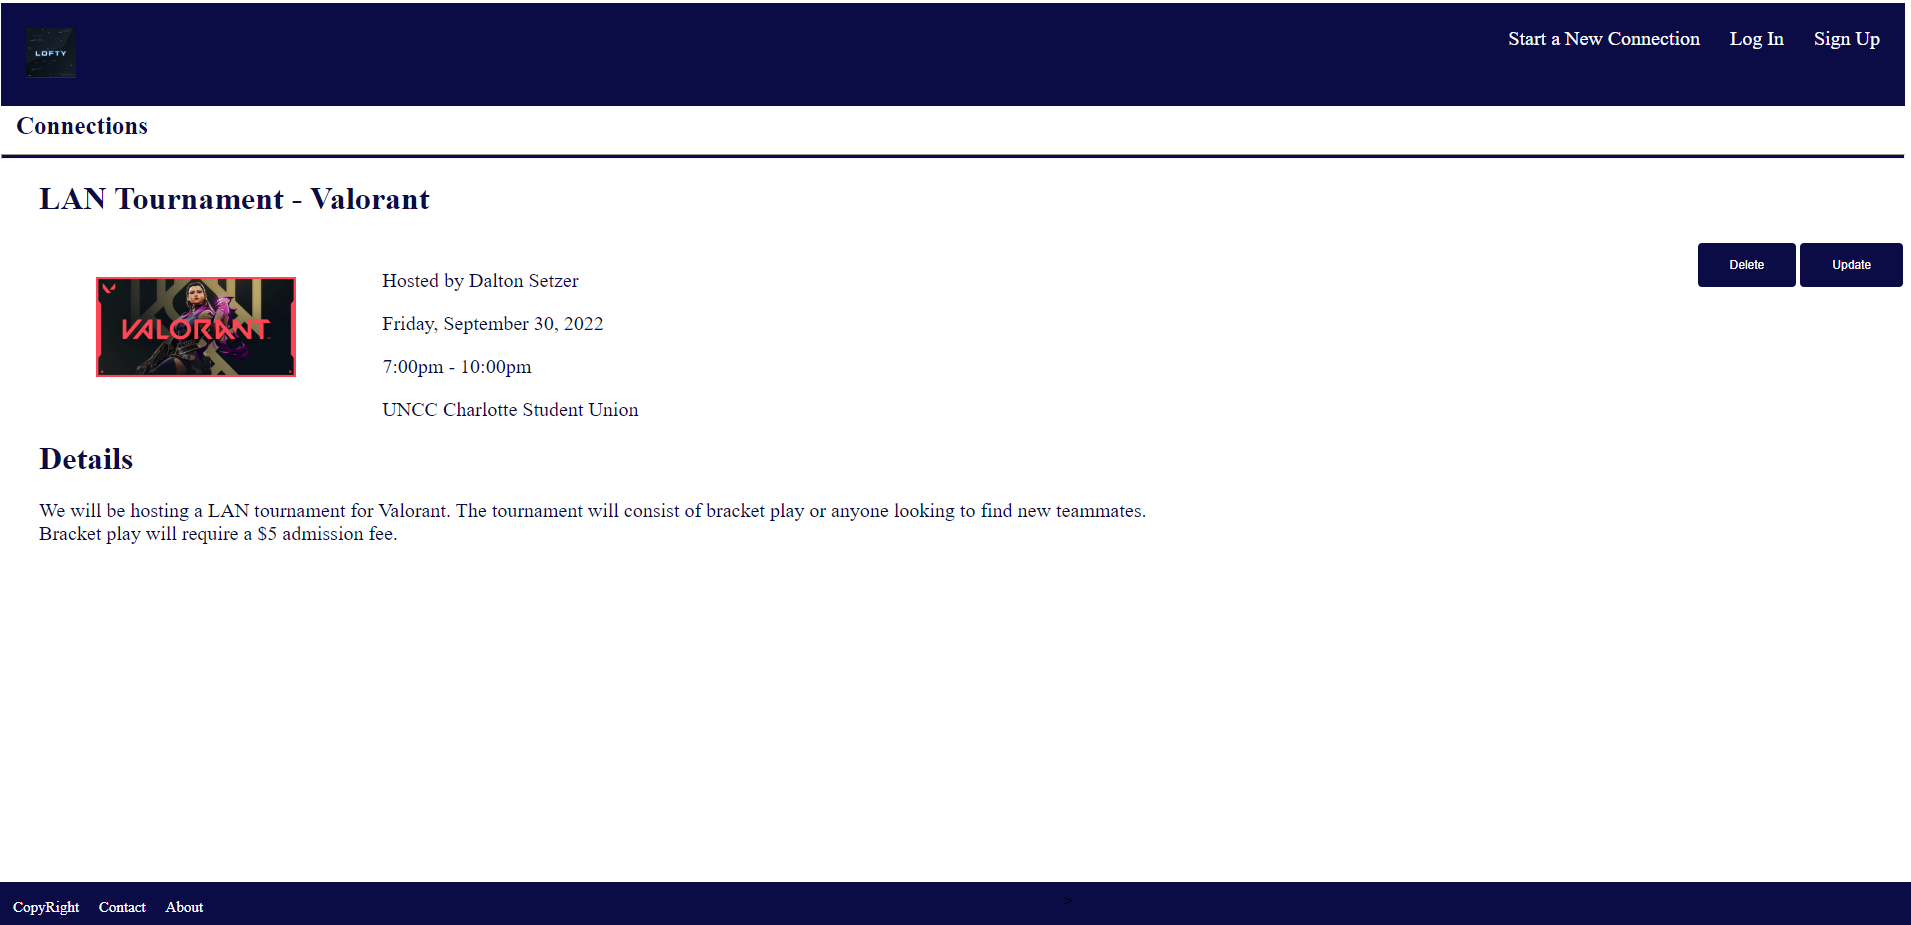 LOFTY
Start a New Connection Log In Sign Up
Connections
LAN Tournament - Valorant
Delete Update
VALORANT
Hosted by Dalton Setzer
Friday, September 30, 2022
7:00pm - 10:00pm
UNCC Charlotte Student Union
Details
We will be hosting a LAN tournament for Valorant. The tournament will consist of bracket play or anyone looking to find new teammates.
Bracket play will require a $5 admission fee.
>
CopyRight Contact About